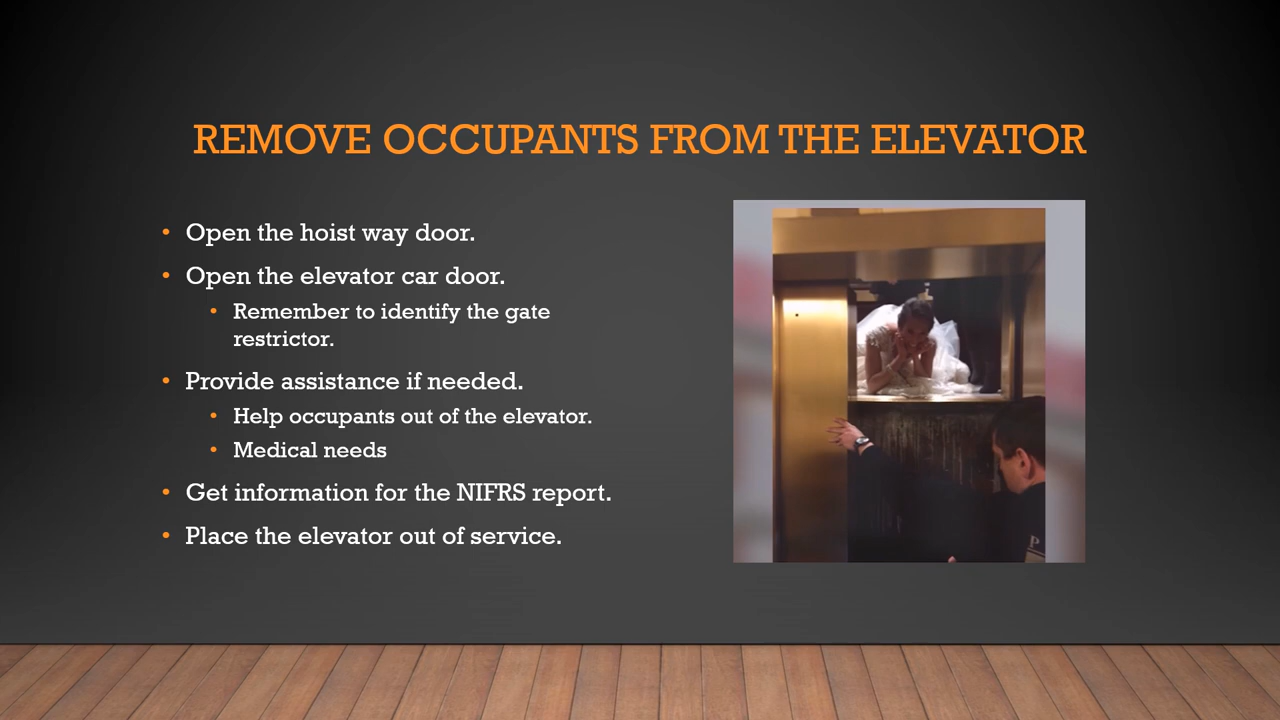 REMOVE OCCUPANTS FROM THE ELEVATOR
• Open the hoist way door.
• Open the elevator car door.
• Remember to identify the gate
restrictor.
• Provide assistance if needed.
• Help occupants out of the elevator.
• Medical needs
• Get information for the NIFRS report.
• Place the elevator out of service.
P